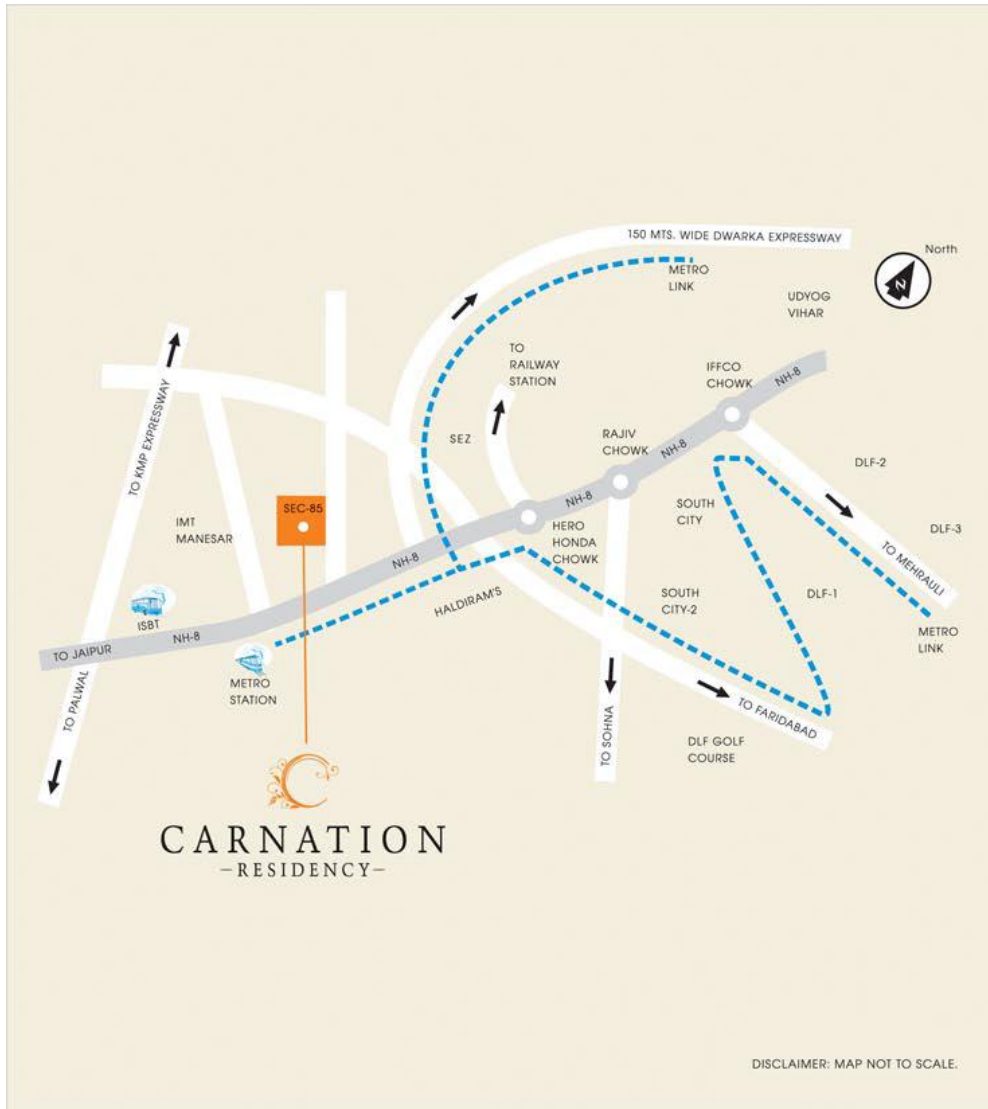 150 MTS. WIDE DWARKA EXPRESSWAY
North
N
METRO
LINK
UDYOG
VIHAR
TO
RAILWAY
STATION
IFFCO
CHOWK
NH-8
TO KMP EXPRESSWAY
SEZ
RAJIV
CHOWK
NH-8
DLF-2
SEC-85
NH-8
SOUTH
CITY
IMT
MANESAR
HERO
HONDA
CHOWK
DLF-3
NH-8
TO MEHRAULI
HALDIRAM'S
SOUTH
CITY-2
DLF-1
ISBT
NH-8
METRO
LINK
TO JAIPUR
METRO
STATION
TO PALWAL
TO SOHNA
TO FARIDABAD
DLF GOLF
COURSE
C
CARNATION
-RESIDENCY-
DISCLAIMER: MAP NOT TO SCALE.